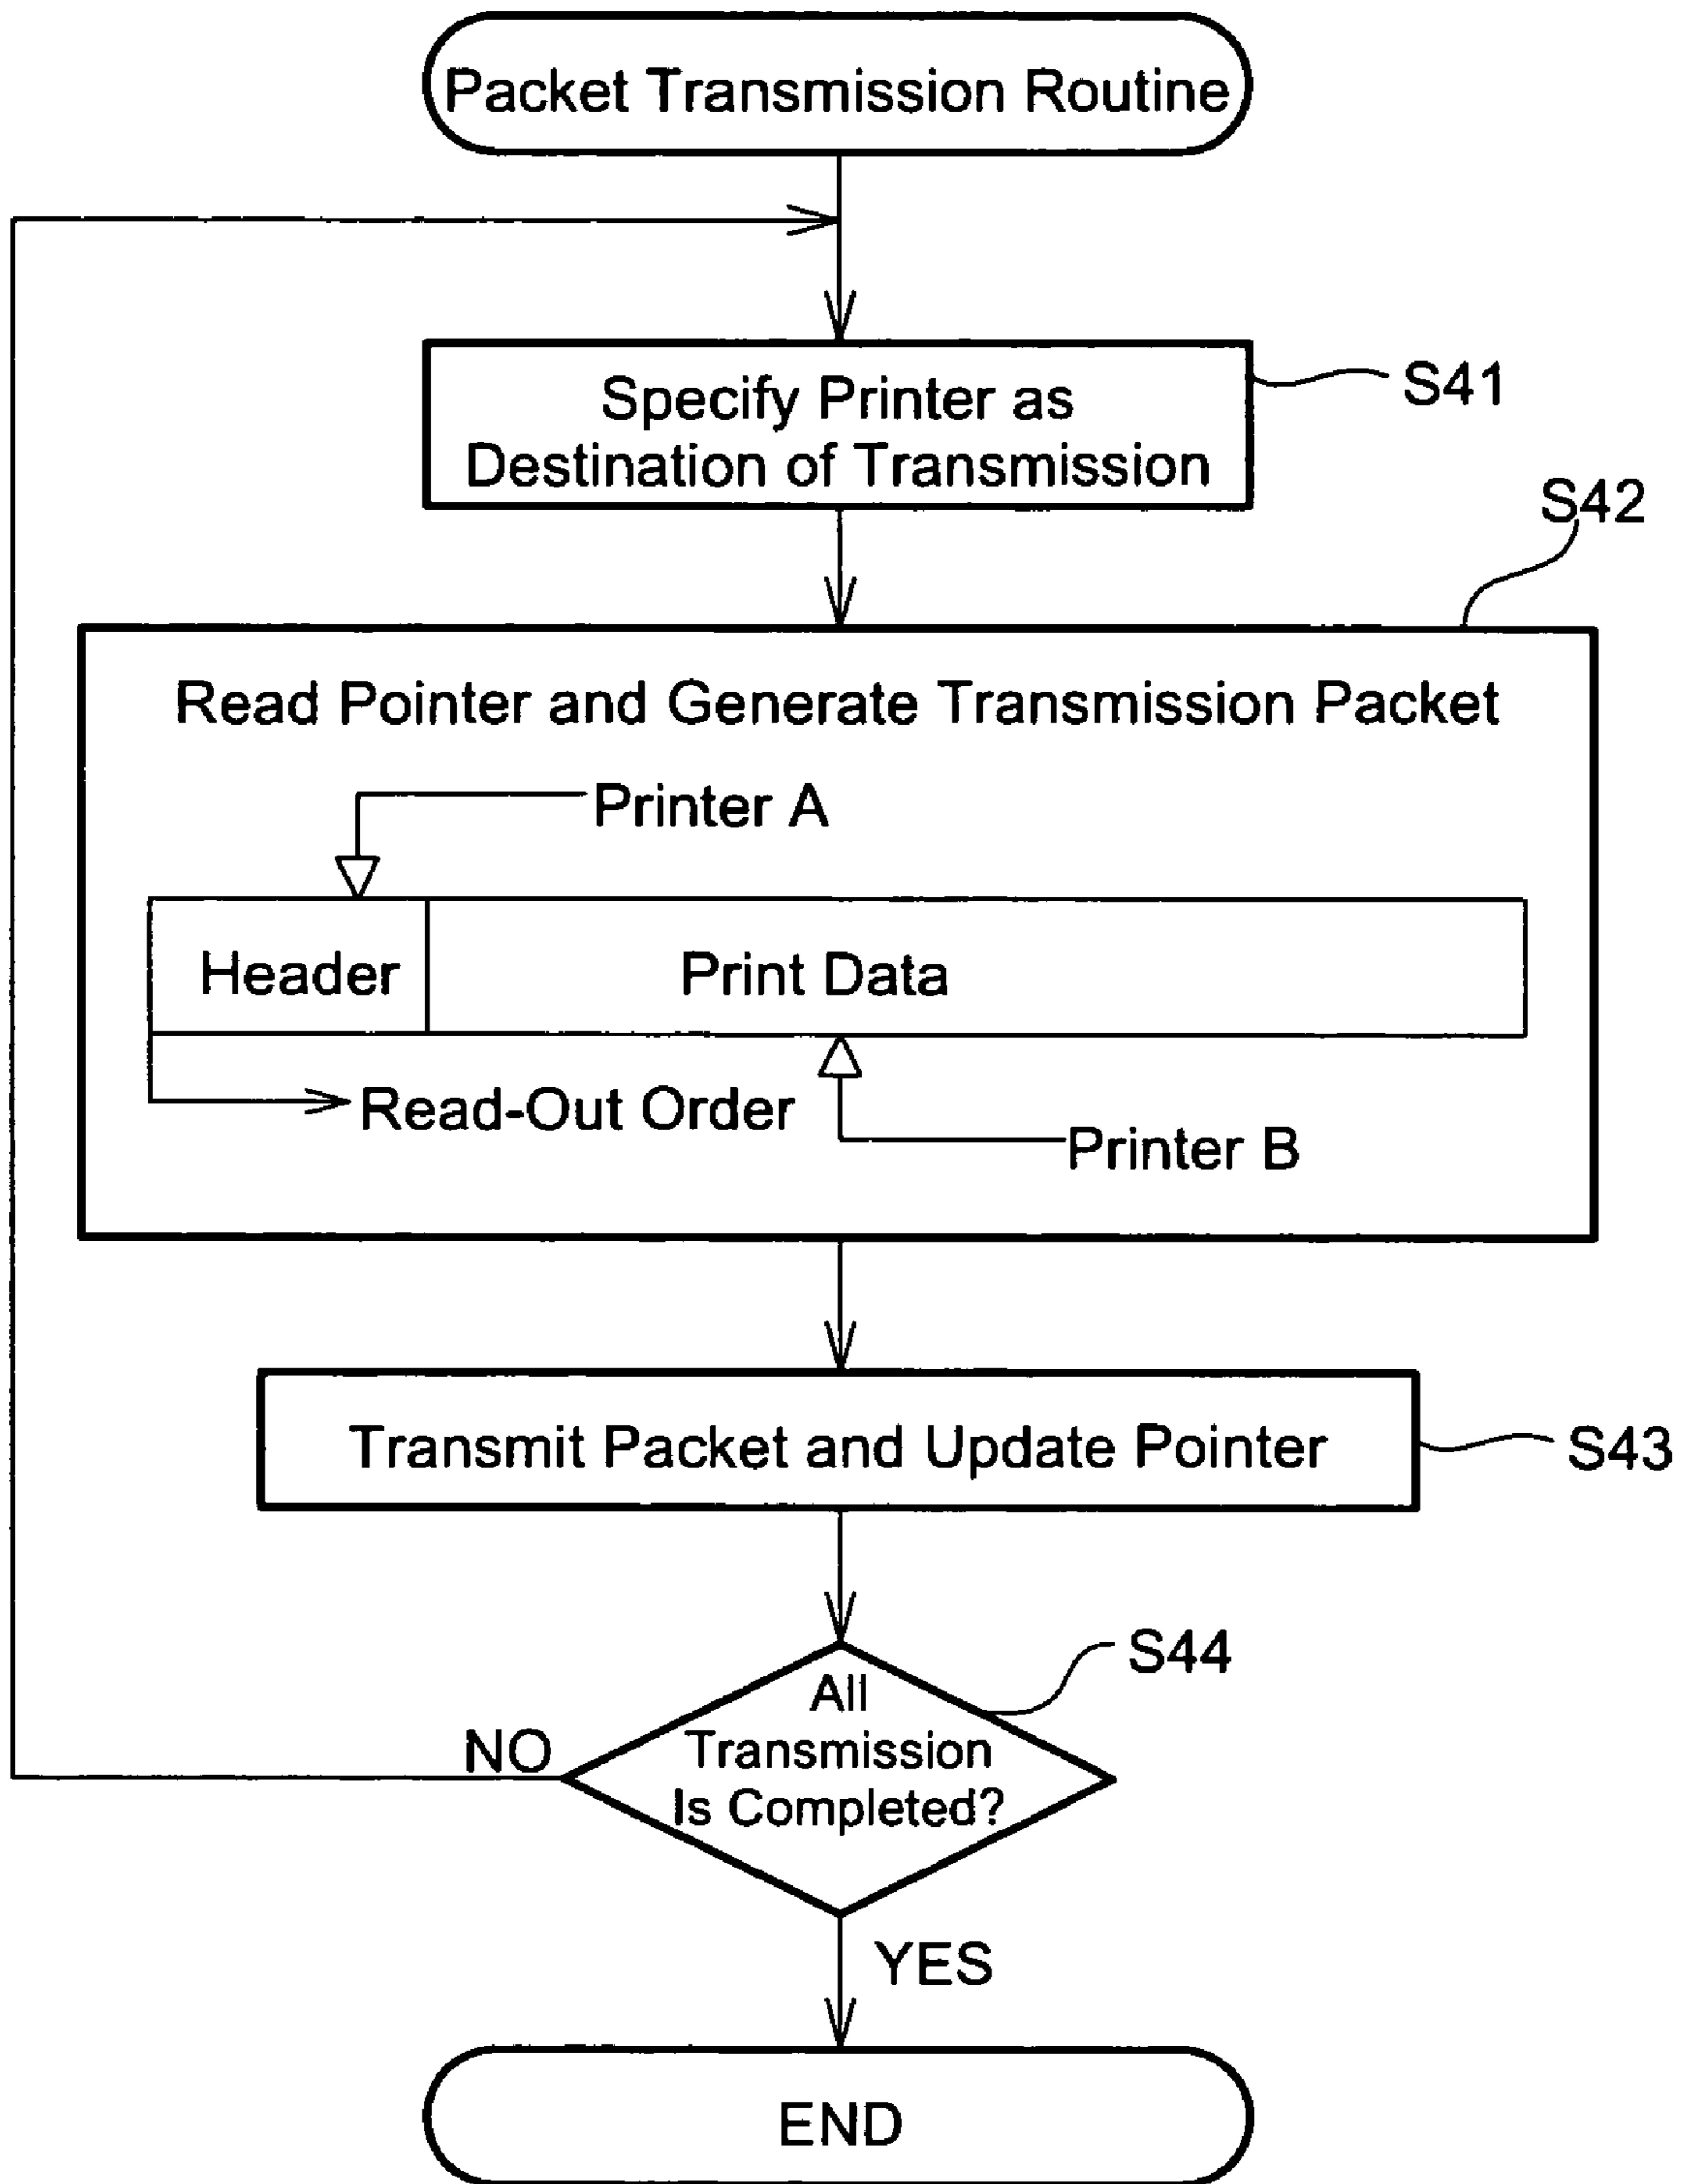 Packet Transmission Routine
Specify Printer as
Destination of Transmission
S41
S42
Read Pointer and Generate Transmission Packet
Printer A
Header
Print Data
Read-Out Order
Printer B
Transmit Packet and Update Pointer
S43
S44
All
Transmission
Is Completed?
NO
YES
END